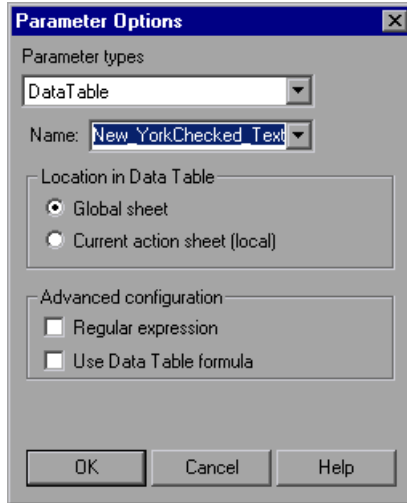 Parameter Options
Parameter types
DataTable
Name: New_YorkChecked_Text
Location in Data Table
Global sheet
Current action sheet (local)
Advanced configuration
Regular expression
Use Data Table formula
OK Cancel Help